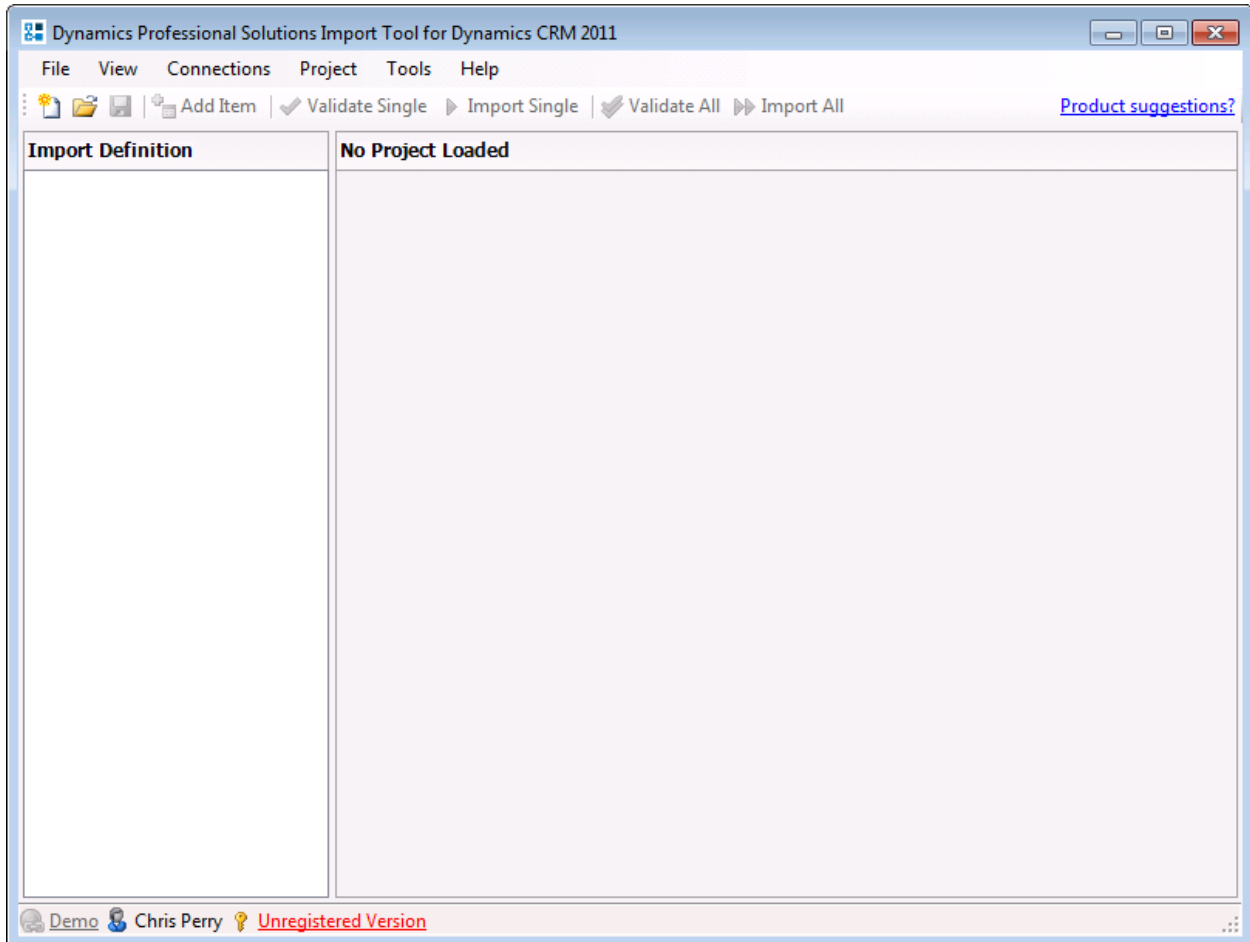 Dynamics Professional Solutions Import Tool for Dynamics CRM 2011
File View Connections Project Tools Help
Add Item Validate Single Import Single Validate All Import All Product suggestions?
Import Definition No Project Loaded
Demo Chris Perry Unregistered Version